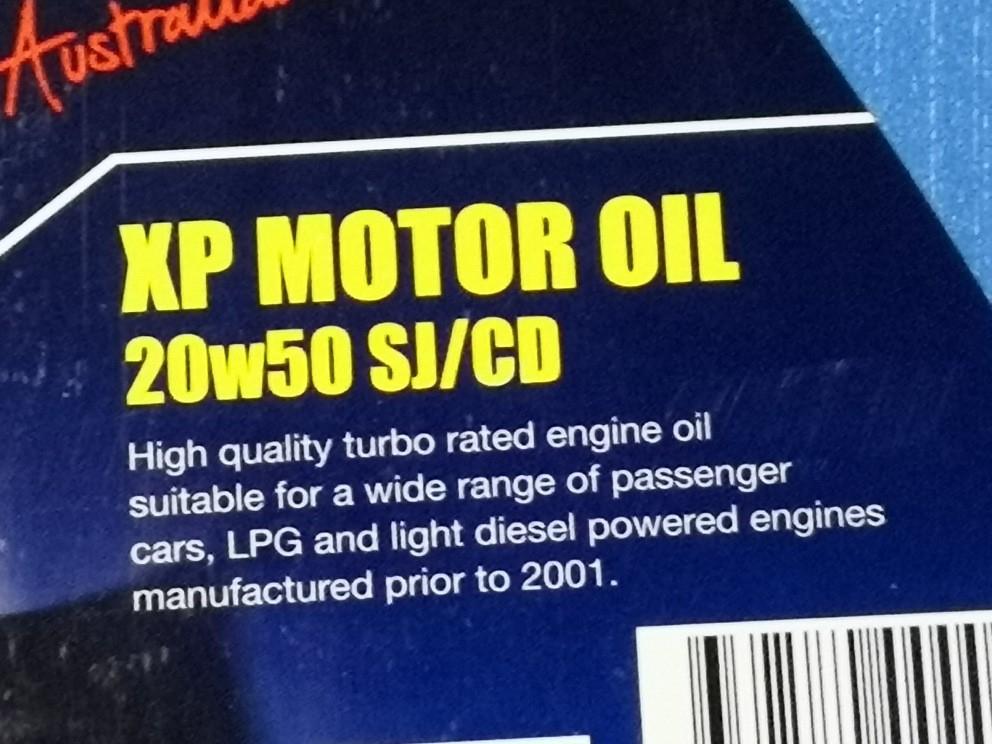 XP MOTOR OIL
20w50 SJ/CD
High quality turbo rated engine oil
suitable for a wide range of passenger
cars, LPG and light diesel powered engines
manufactured prior to 2001.